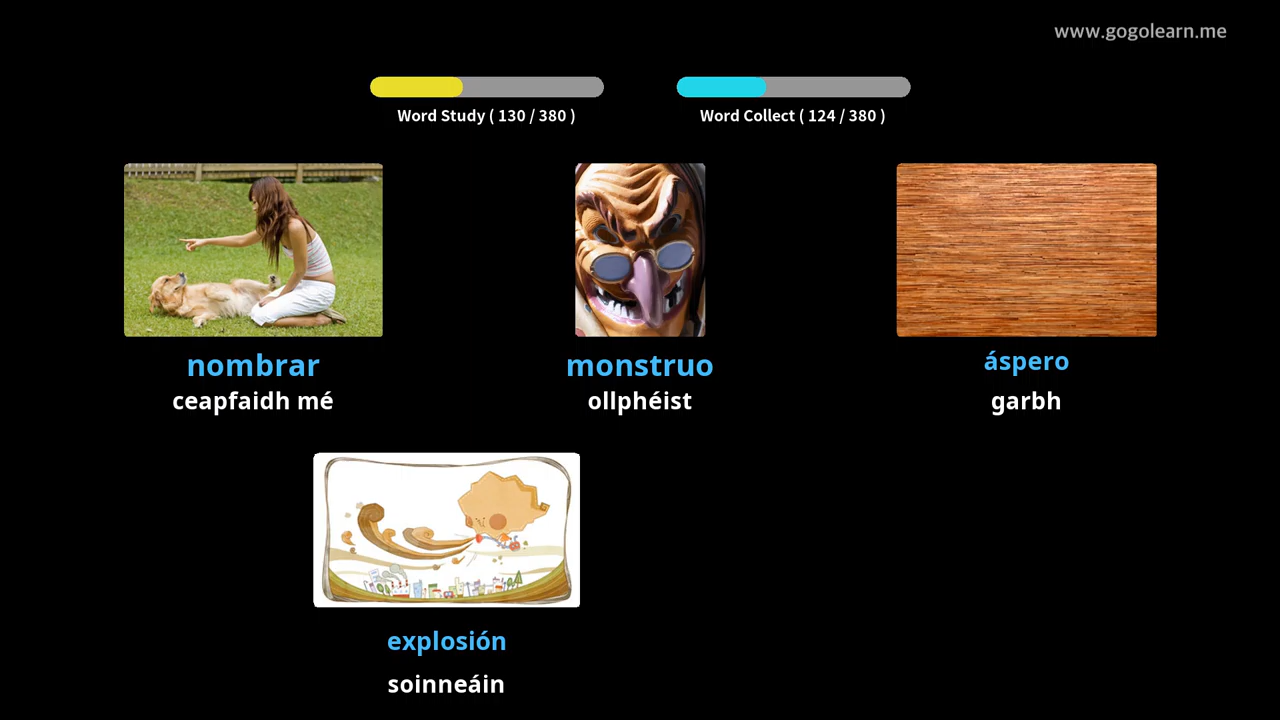 www.gogolearn.me
Word Study ( 130 / 380 )
Word Collect ( 124 / 380 )
nombrar
ceapfaidh mé
monstruo
ollphéist
áspero
garbh
explosión
soinneáin